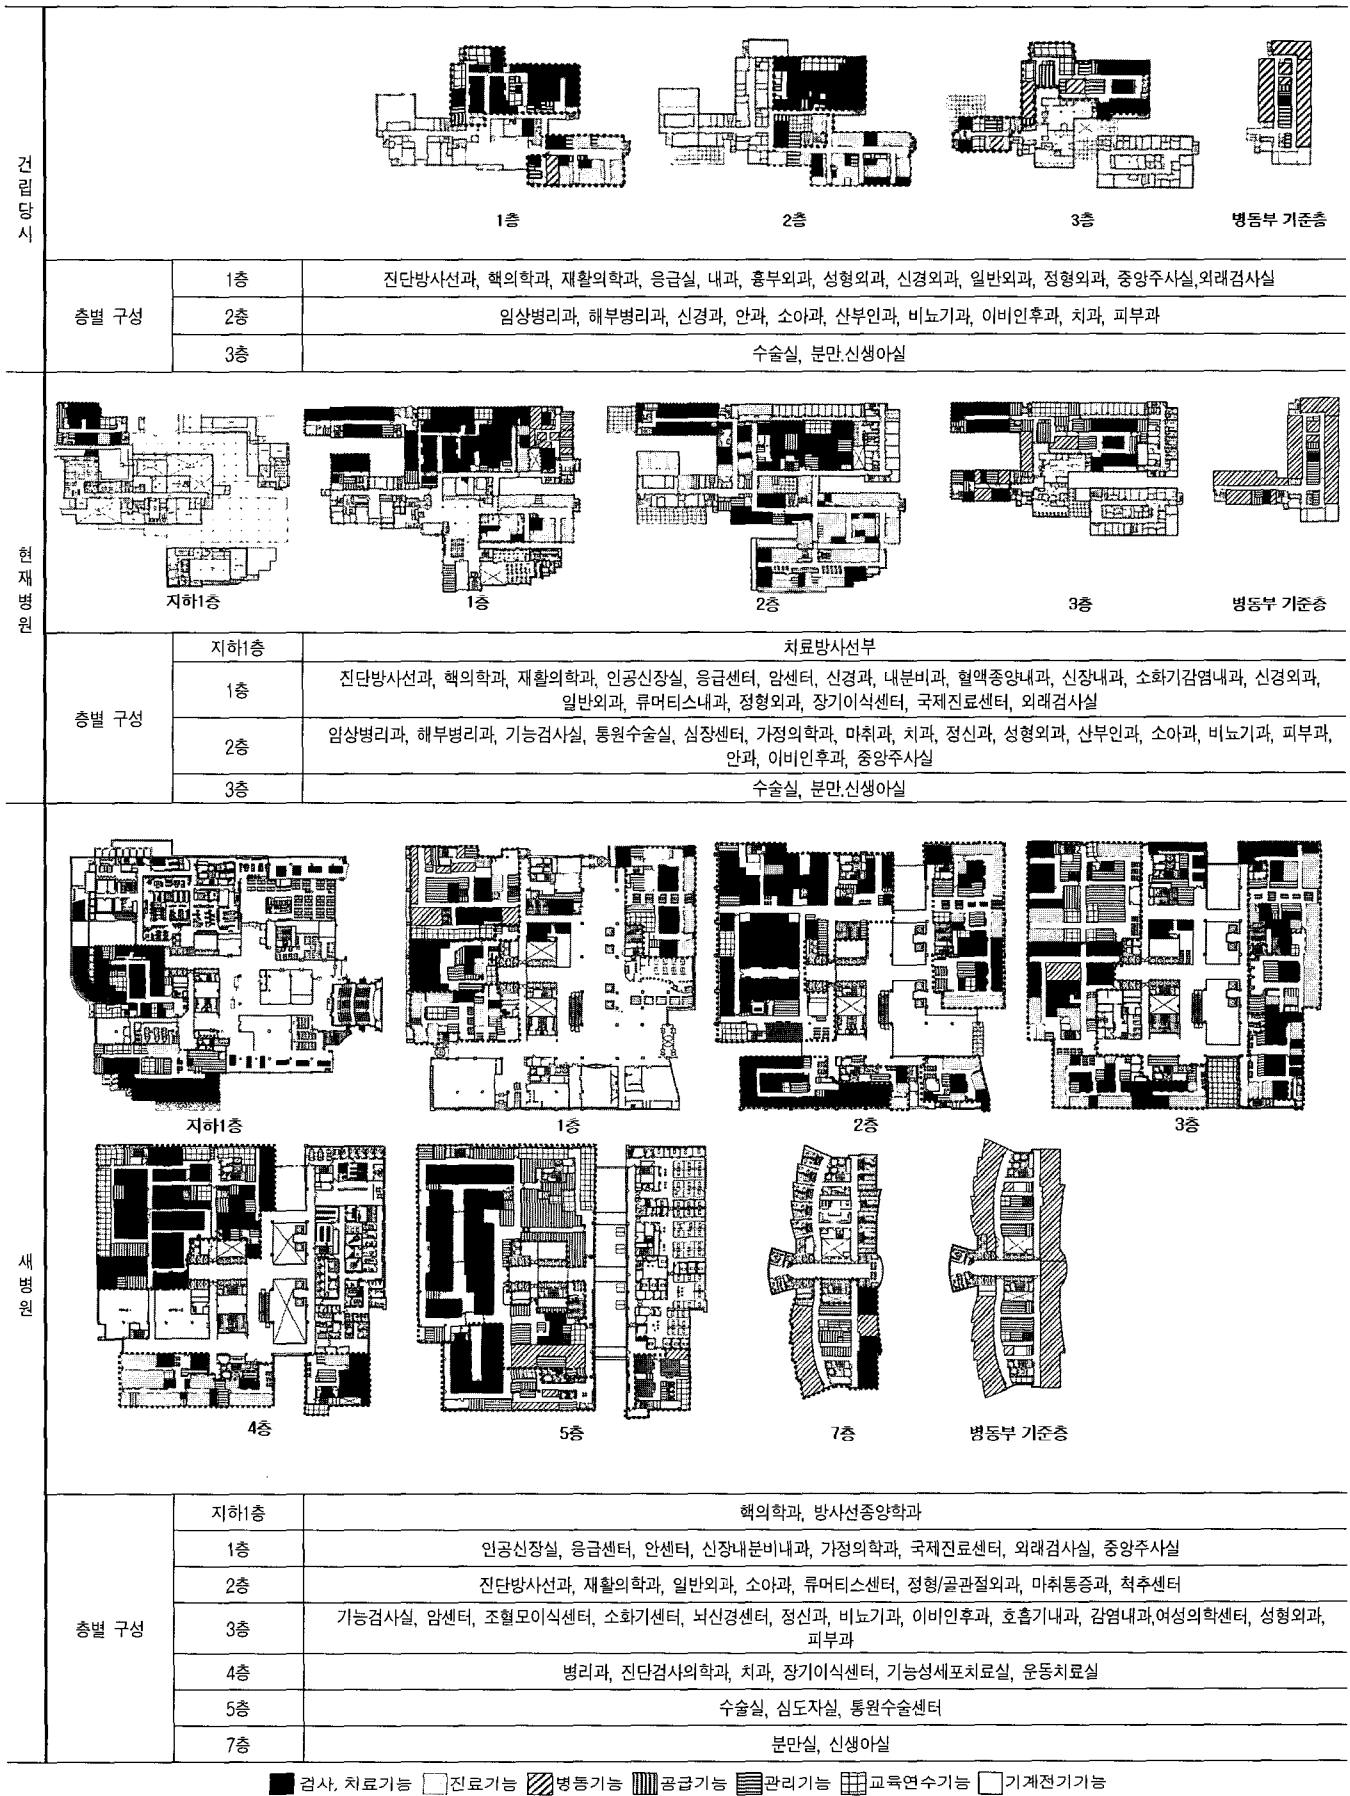 건립당시
1층 2층 3층 병동부 기준층
층별 구성
1층 진단방사선과, 핵의학과, 재활의학과, 응급실, 내과, 흉부외과, 성형외과, 신경외과, 일반외과, 정형외과, 중앙주사실,외래검사실
2층 임상병리과, 해부병리과, 신경과, 안과, 소아과, 산부인과, 비뇨기과, 이비인후과, 치과, 피부과
3층 수술실, 분만.신생아실
현재병원
지하1층 1층 2층 3층 병동부 기준층
층별 구성
지하1층 치료방사선부
1층 진단방사선과, 핵의학과, 재활의학과, 인공신장실, 응급센터, 암센터, 신경과, 내분비과, 혈액종양내과, 신장내과, 소화기감염내과, 신경외과,
일반외과, 류머티스내과, 정형외과, 장기이식센터, 국제진료센터, 외래검사실
2층 임상병리과, 해부병리과, 기능검사실, 통원수술실, 심장센터, 가정의학과, 마취과, 치과, 정신과, 성형외과, 산부인과, 소아과, 비뇨기과, 피부과,
안과, 이비인후과, 중앙주사실
3층 수술실, 분만.신생아실
새병원
지하1층 1층 2층 3층
4층 5층 7층 병동부 기준층
층별 구성
지하1층 핵의학과, 방사선종양학과
1층 인공신장실, 응급센터, 안센터, 신장내분비내과, 가정의학과, 국제진료센터, 외래검사실, 중앙주사실
2층 진단방사선과, 재활의학과, 일반외과, 소아과, 류머티스센터, 정형/골관절외과, 마취통증과, 척추센터
3층 기능검사실, 암센터, 조혈모이식센터, 소화기센터, 뇌신경센터, 정신과, 비뇨기과, 이비인후과, 호흡기내과, 감염내과,여성의학센터, 성형외과,
피부과
4층 병리과, 진단검사의학과, 치과, 장기이식센터, 기능성세포치료실, 운동치료실
5층 수술실, 심도자실, 통원수술센터
7층 분만실, 신생아실
검사, 치료기능 진료기능 병동기능 공급기능 관리기능 교육연수기능 기계전기가능